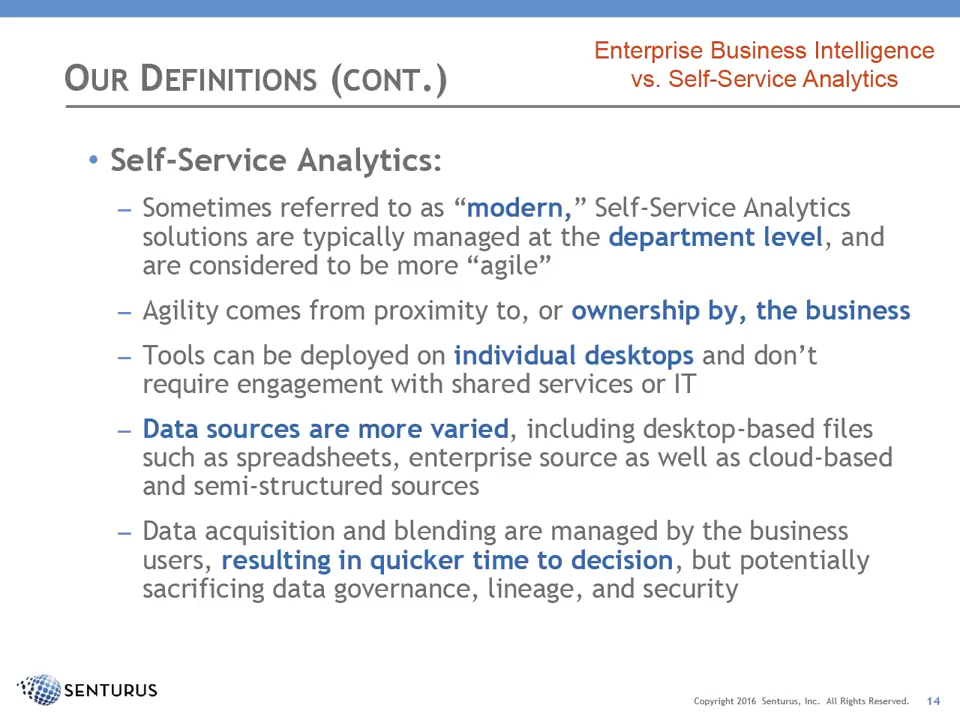 Enterprise Business Intelligence
vs. Self-Service Analytics
OUR DEFINITIONS (CONT.)
• Self-Service Analytics:
– Sometimes referred to as “modern,” Self-Service Analytics
solutions are typically managed at the department level, and
are considered to be more “agile”
– Agility comes from proximity to, or ownership by, the business
– Tools can be deployed on individual desktops and don’t
require engagement with shared services or IT
– Data sources are more varied, including desktop-based files
such as spreadsheets, enterprise source as well as cloud-based
and semi-structured sources
– Data acquisition and blending are managed by the business
users, resulting in quicker time to decision, but potentially
sacrificing data governance, lineage, and security
SENTURUS
Copyright 2016 Senturus, Inc. All Rights Reserved.
14